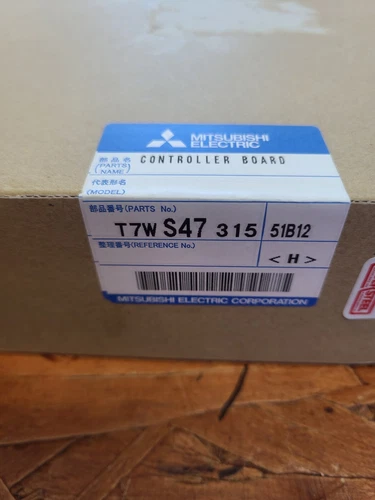 MITSUBISHI
ELECTRIC
部品名 CONTROLLER BOARD
(PARTS NAME)
代表形名
(MODEL)
部品番号(PARTS No.)
T7W S47 315 51B12
整理番号(REFERENCE No.)
<H>
MITSUBISHI ELECTRIC CORPORATION